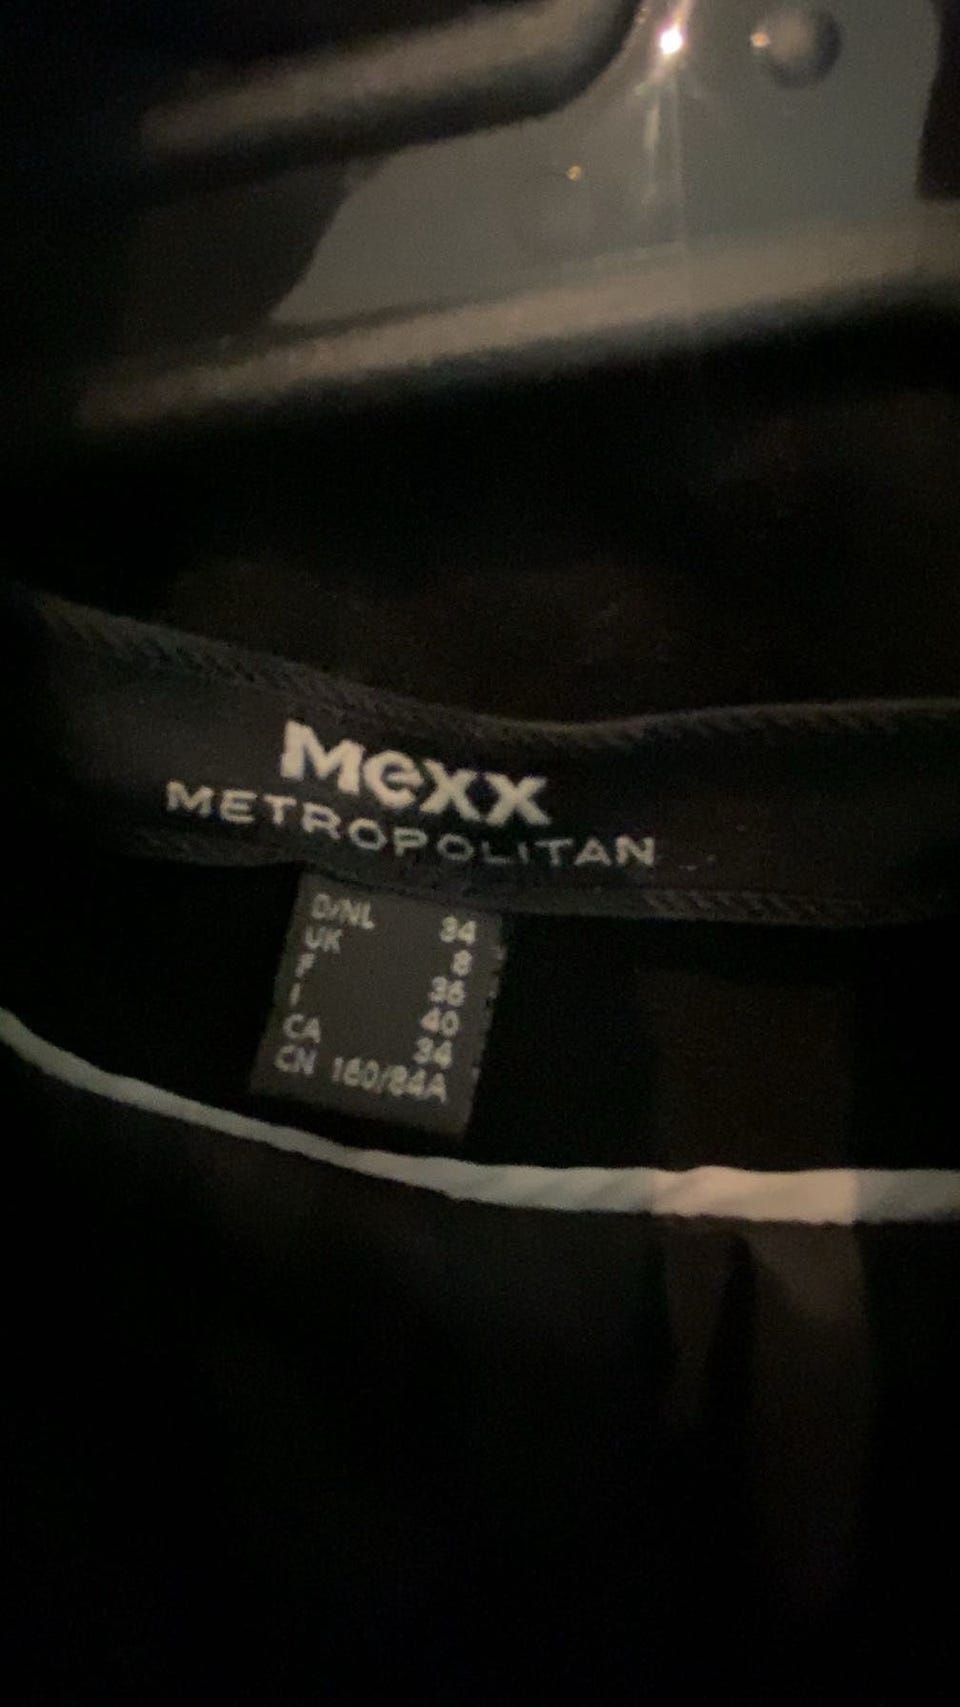 Mexx
METROPOLITAN
D/NL 34
UK 8
F 36
I 40
CA 34
CN 160/84A